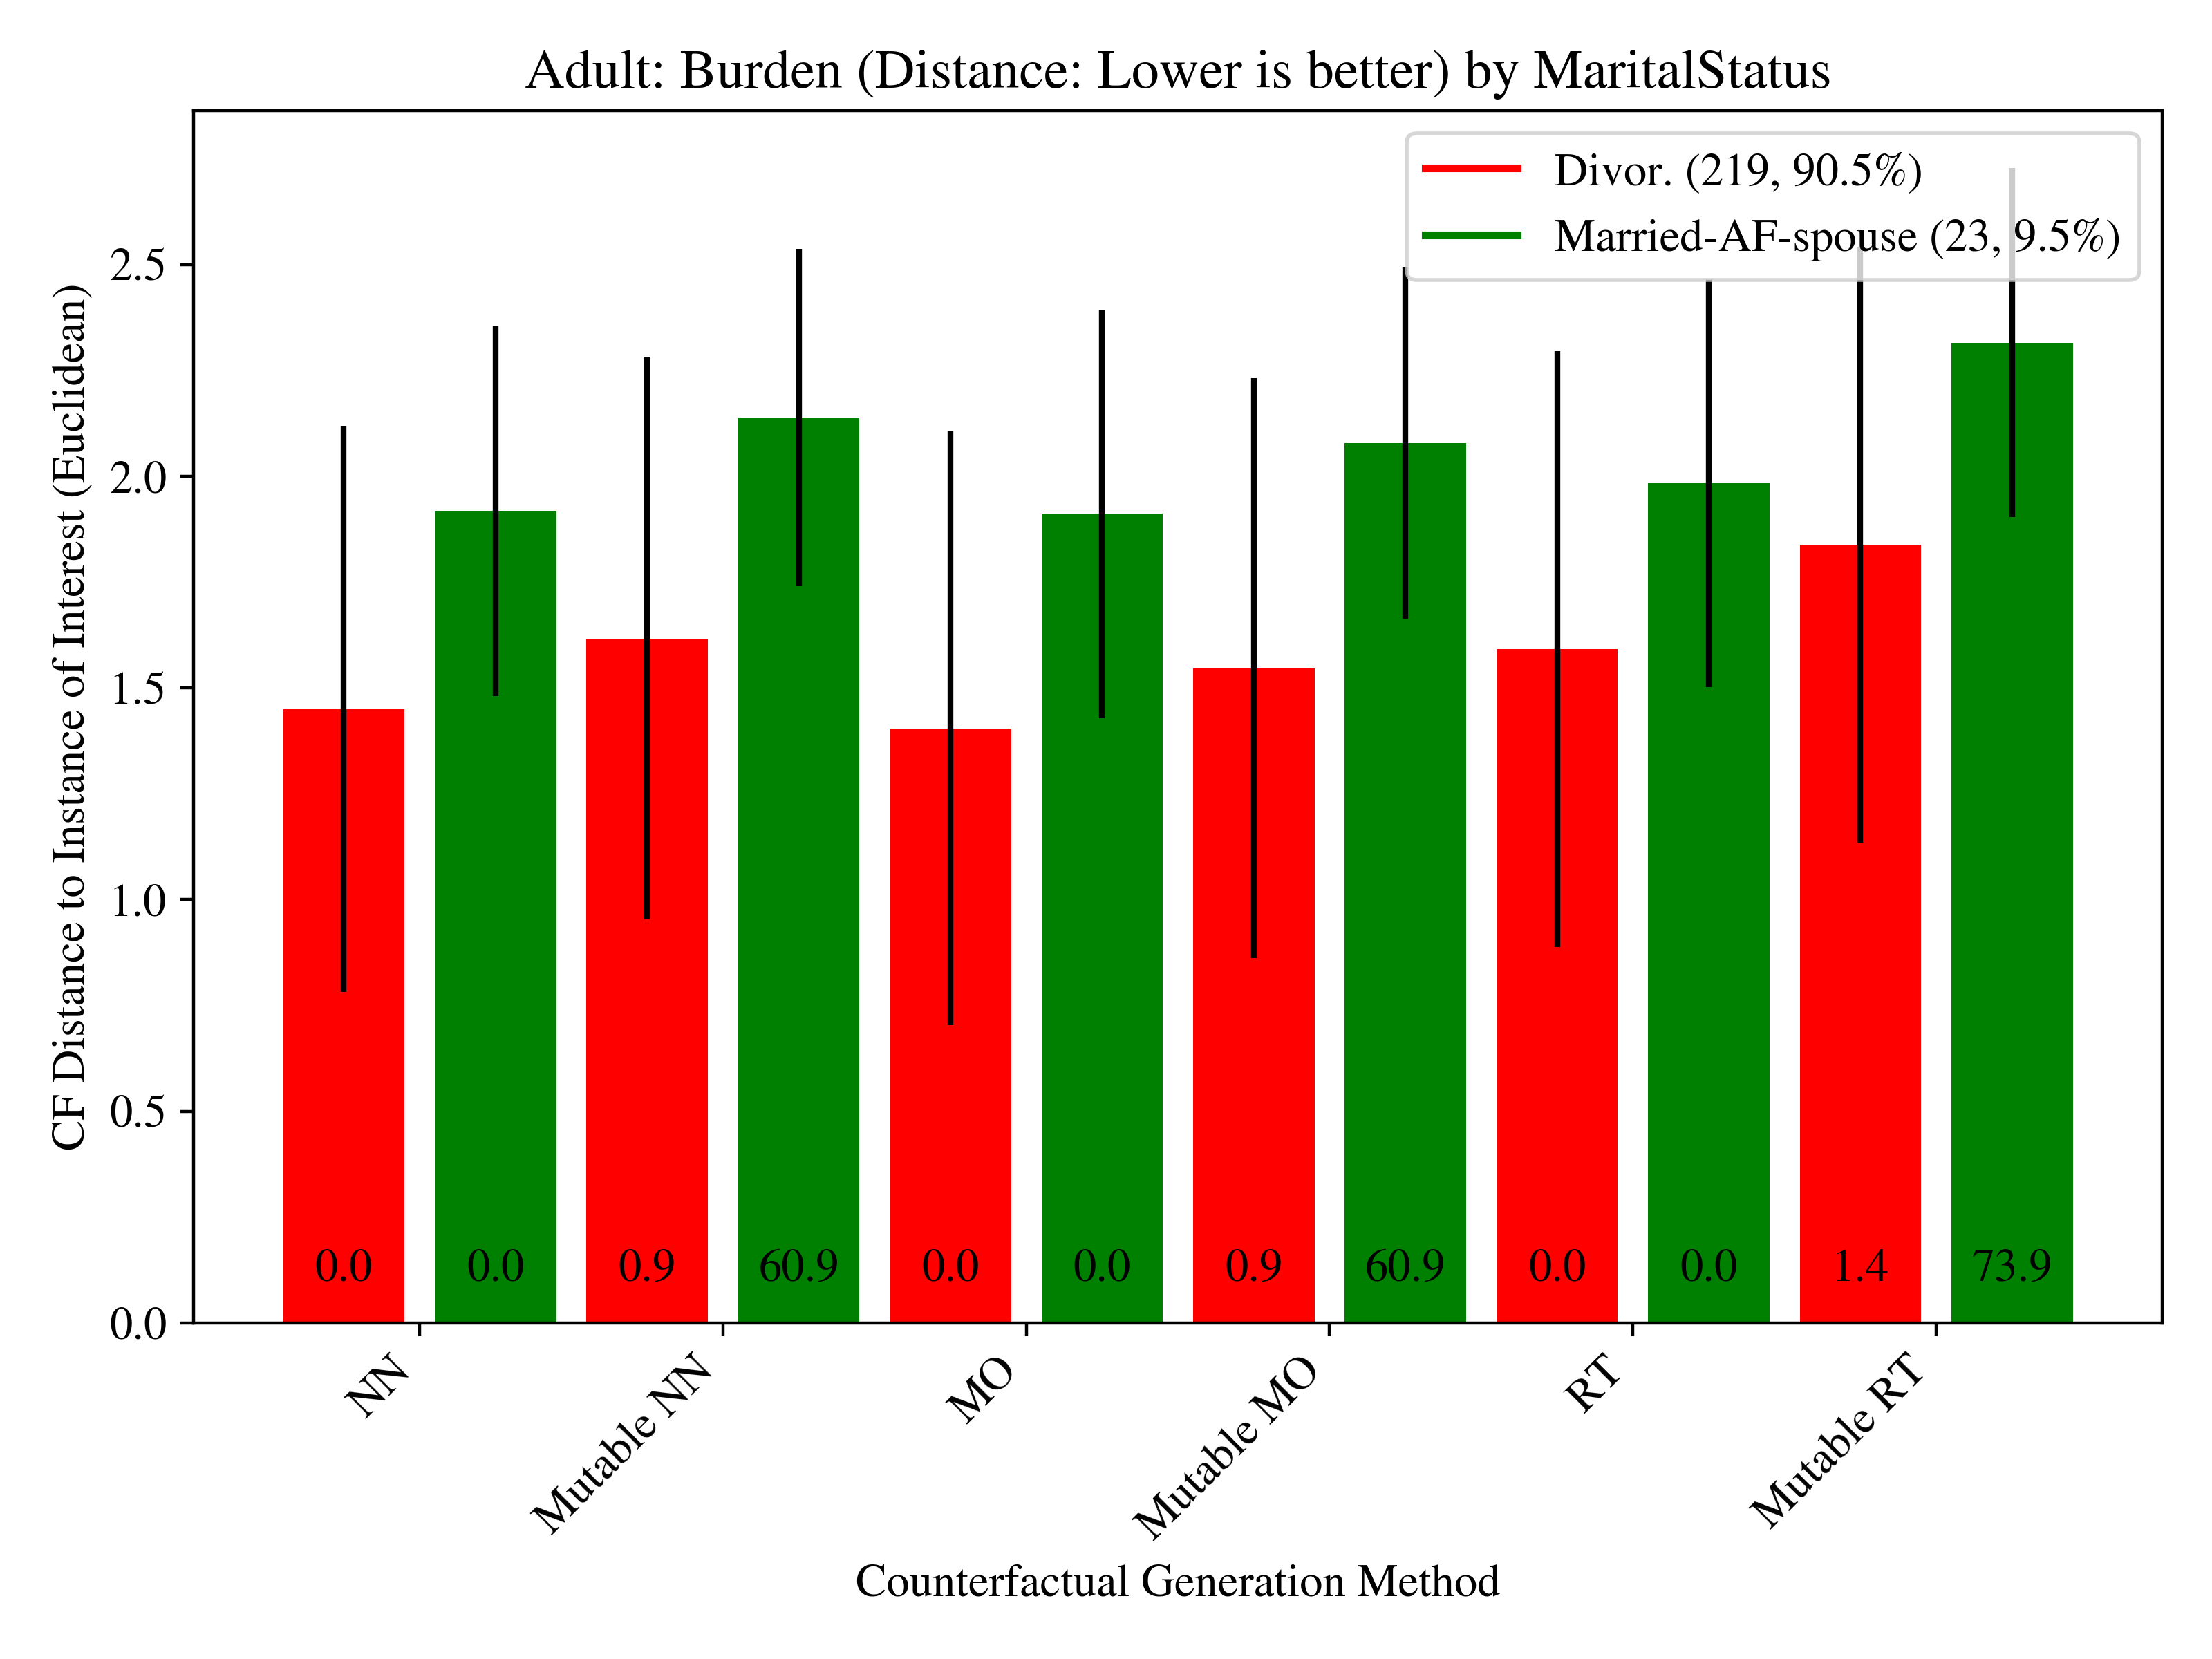 Adult: Burden (Distance: Lower is better) by MaritalStatus
Divor. (219, 90.5%)
Married-AF-spouse (23, 9.5%)
CF Distance to Instance of Interest (Euclidean)
2.5
2.0
1.5
1.0
0.5
0.0
0.0 0.0 0.9 60.9 0.0 0.0 0.9 60.9 0.0 0.0 1.4 73.9
NN
Mutable NN
MO
Mutable MO
RT
Mutable RT
Counterfactual Generation Method